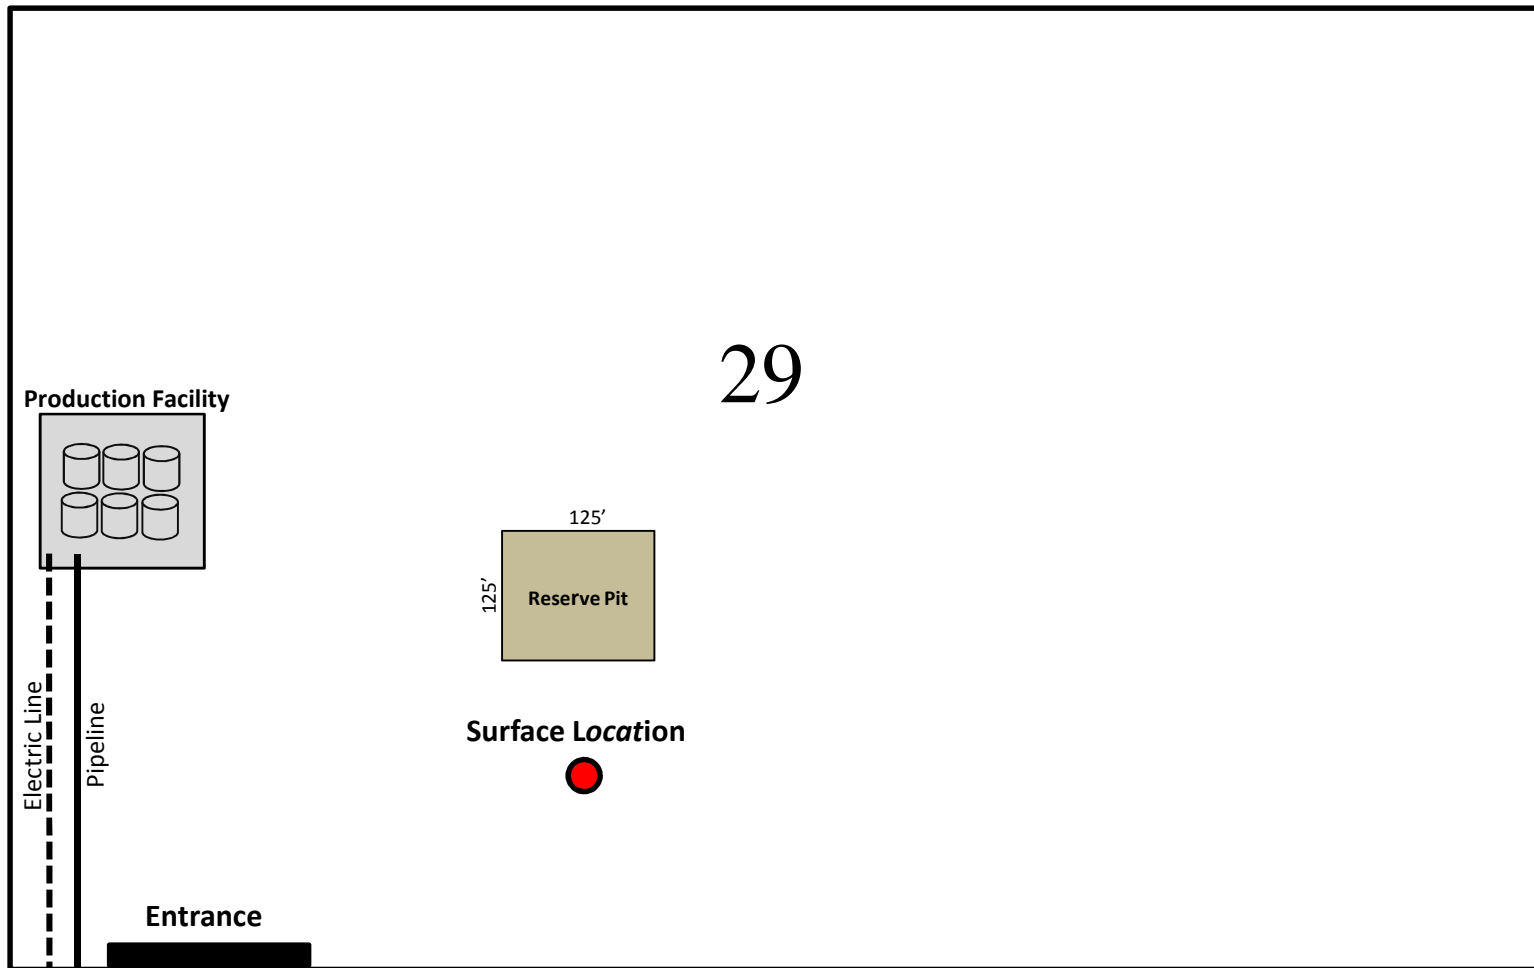 29
Production Facility
125’
125’
Reserve Pit
Surface Location
Electric Line
Pipeline
Entrance